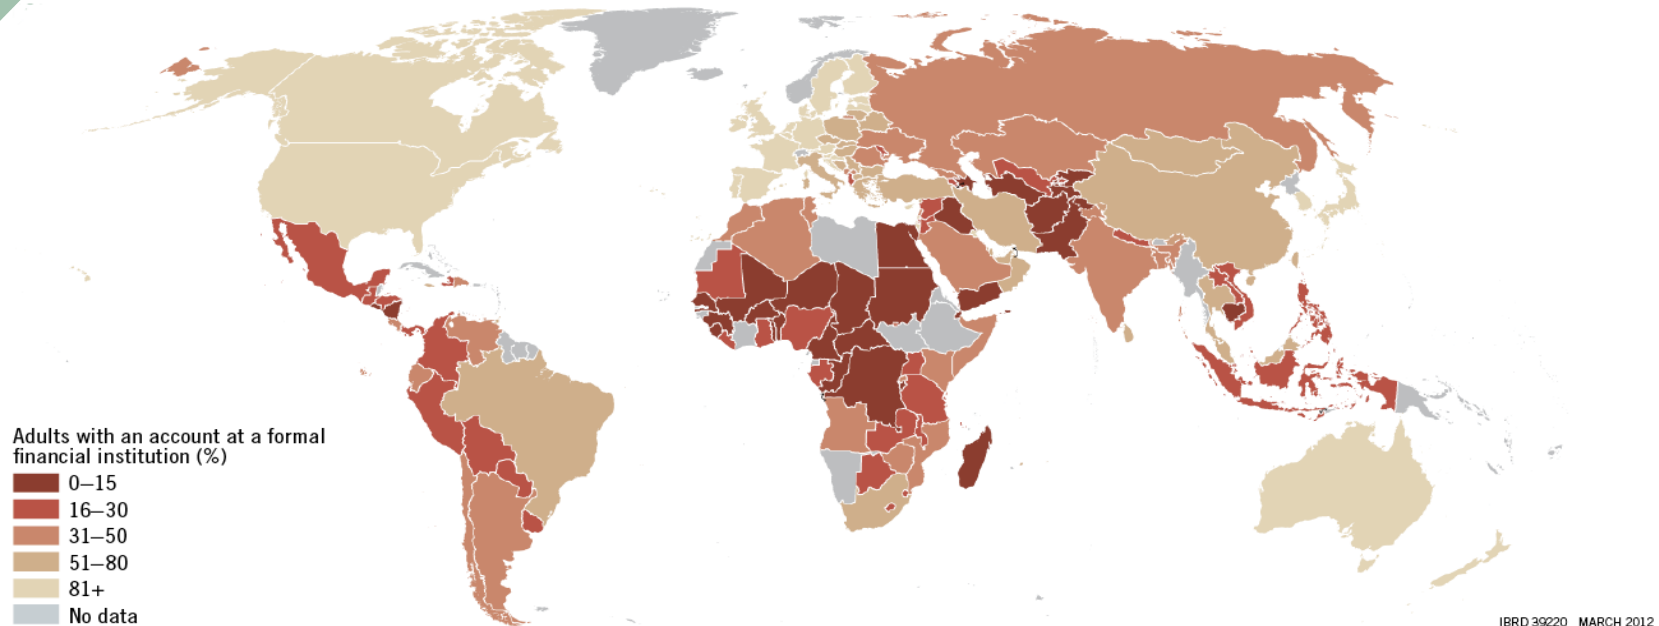 Adults with an account at a formal
financial institution (%)
0–15
16–30
31–50
51–80
81+
No data
IBRD 39220 MARCH 2012